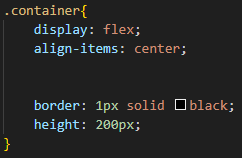 .container{
display: flex;
align-items: center;
border: 1px solid black;
height: 200px;
}